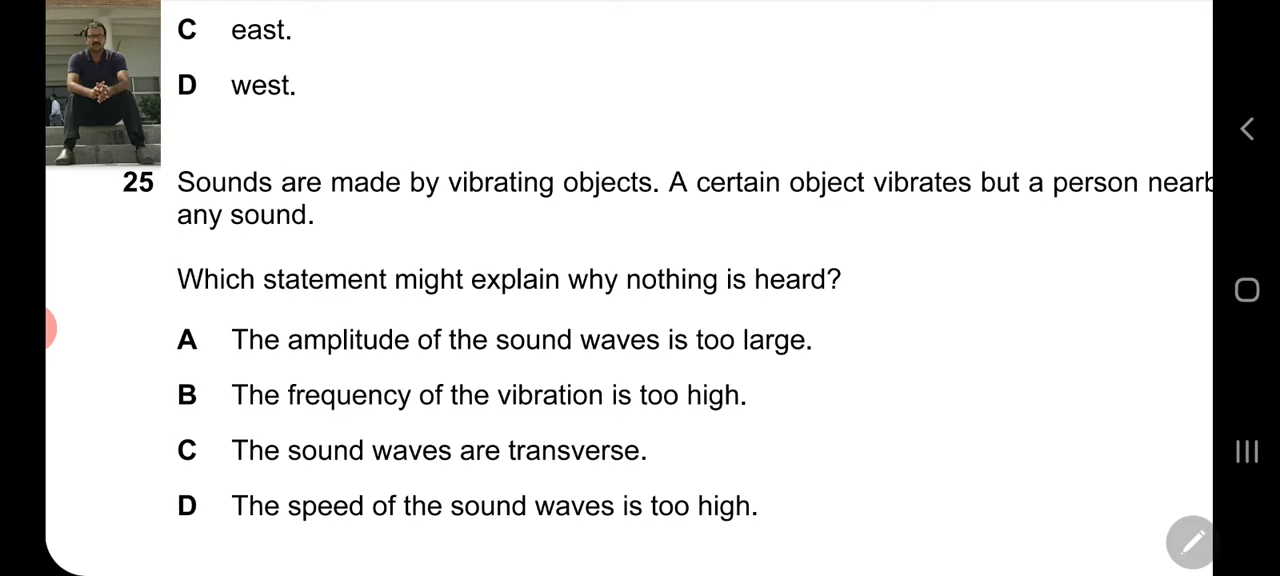 C east.
D west.
25 Sounds are made by vibrating objects. A certain object vibrates but a person
any sound.
Which statement might explain why nothing is heard?
A The amplitude of the sound waves is too large.
B The frequency of the vibration is too high.
C The sound waves are transverse.
D The speed of the sound waves is too high.